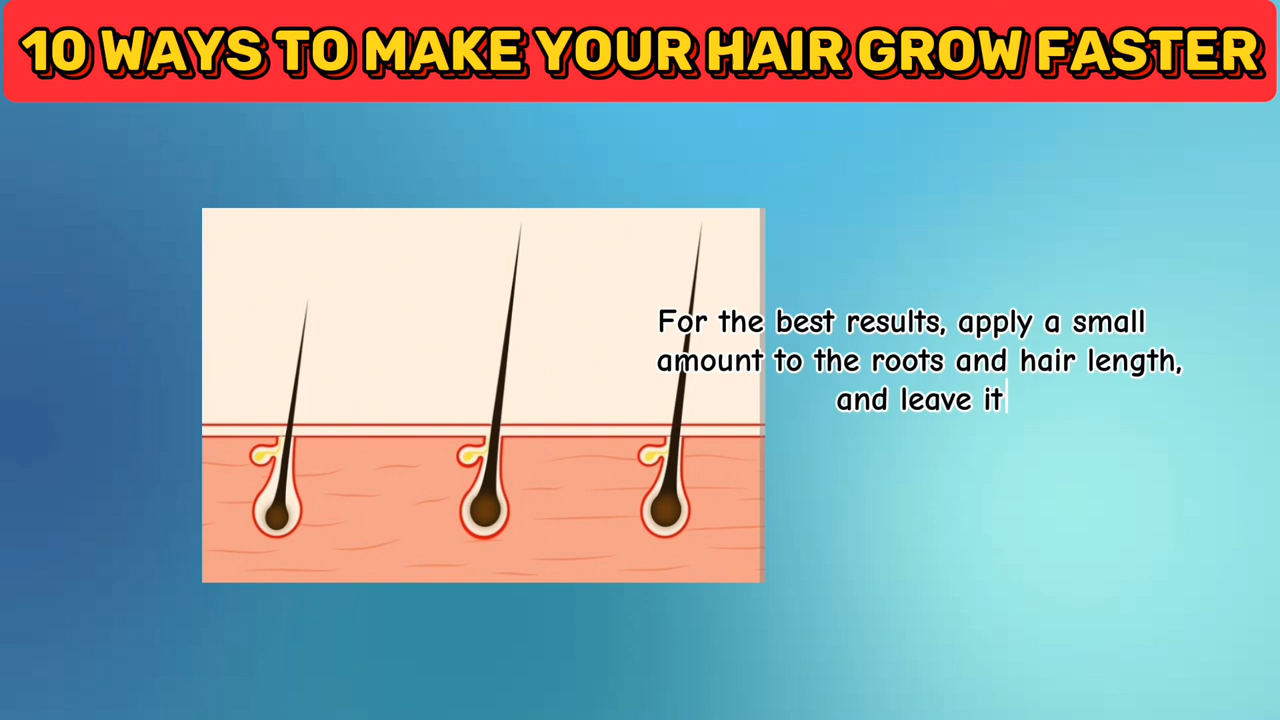 10 WAYS TO MAKE YOUR HAIR GROW FASTER
For the best results, apply a small
amount to the roots and hair length,
and leave it